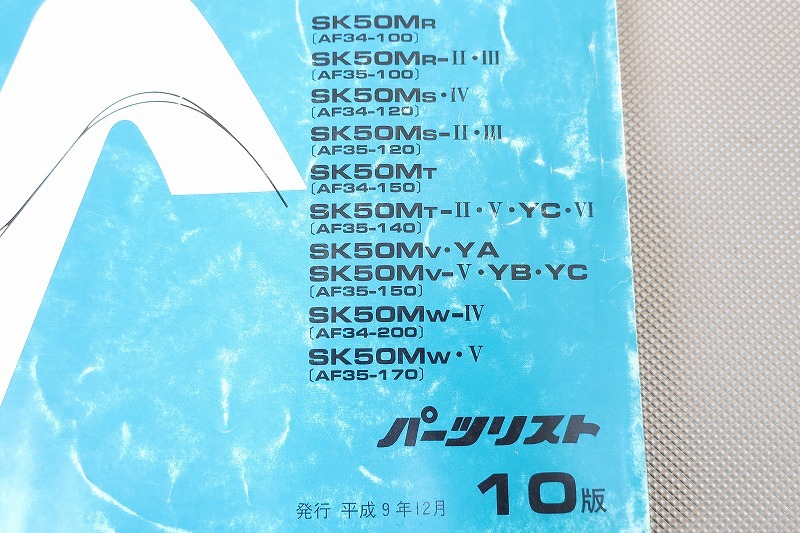 SK50MR
(AF34-100)
SK50MR-II・III
(AF35-100)
SK50MS・IV
(AF34-120)
SK50MS-II・III
(AF35-120)
SK50MT
(AF34-150)
SK50MT-II・V・YC・VI
(AF35-140)
SK50MV・YA
SK50MV-V・YB・YC
(AF35-150)
SK50MW-IV
(AF34-200)
SK50MW・V
(AF35-170)
パーツリスト
発行 平成9年12月 10版